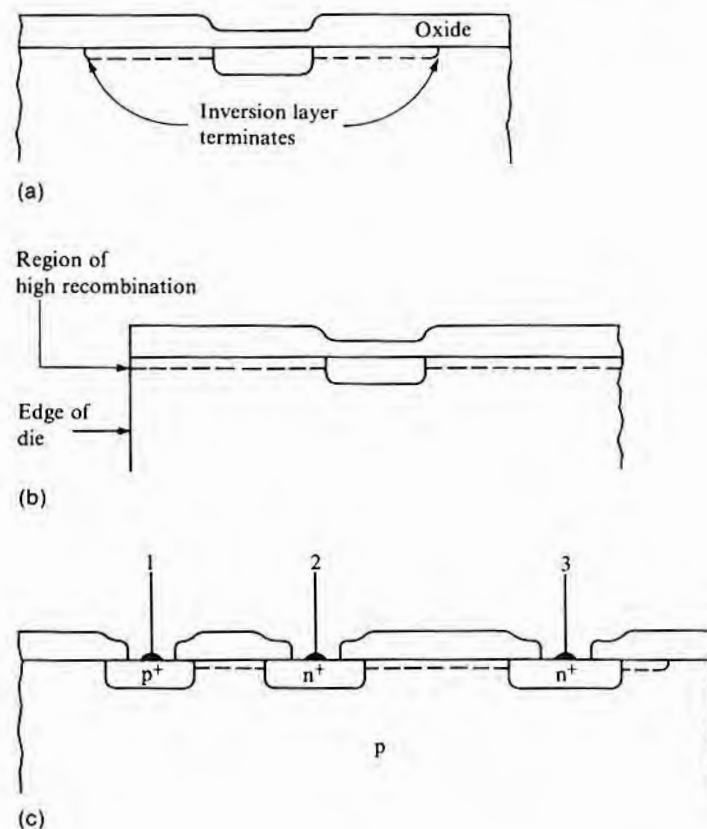 Oxide
Inversion layer
terminates
(a)
Region of
high recombination
Edge of
die
(b)
1 2 3
p+ n+ n+
p
(c)